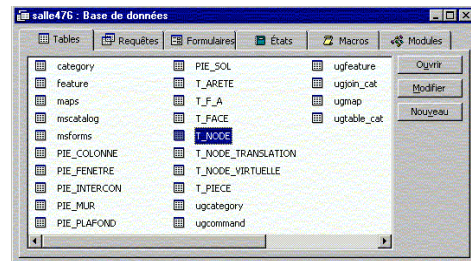 salle476 : Base de données
Tables Requêtes Formulaires États Macros Modules
category PIE_SOL ugfeature Ouvrir
feature T_ARETE ugjoin_cat Modifier
maps T_F_A ugmap Nouveau
mscatalog T_FACE ugtable_cat
msforms T_NODE
PIE_COLONNE T_NODE_TRANSLATION
PIE_FENETRE T_NODE_VIRTUELLE
PIE_INTERCON T_PIECE
PIE_MUR ugcategory
PIE_PLAFOND ugcommand